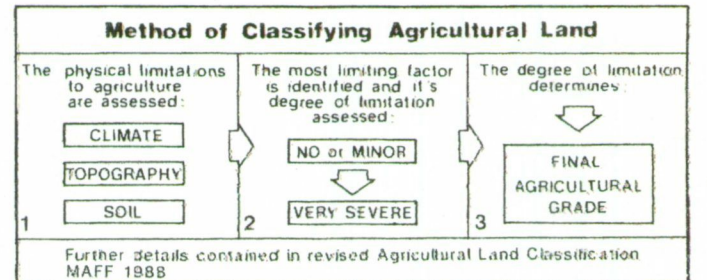 Method of Classifying Agricultural Land
The physical limitations
to agriculture
are assessed:
CLIMATE
TOPOGRAPHY
SOIL
1
The most limiting factor
is identified and it's
degree of limitation
assessed:
NO or MINOR
VERY SEVERE
2
The degree of limitation
determines:
FINAL
AGRICULTURAL
GRADE
3
Further details contained in revised Agricultural Land Classification
MAFF 1988